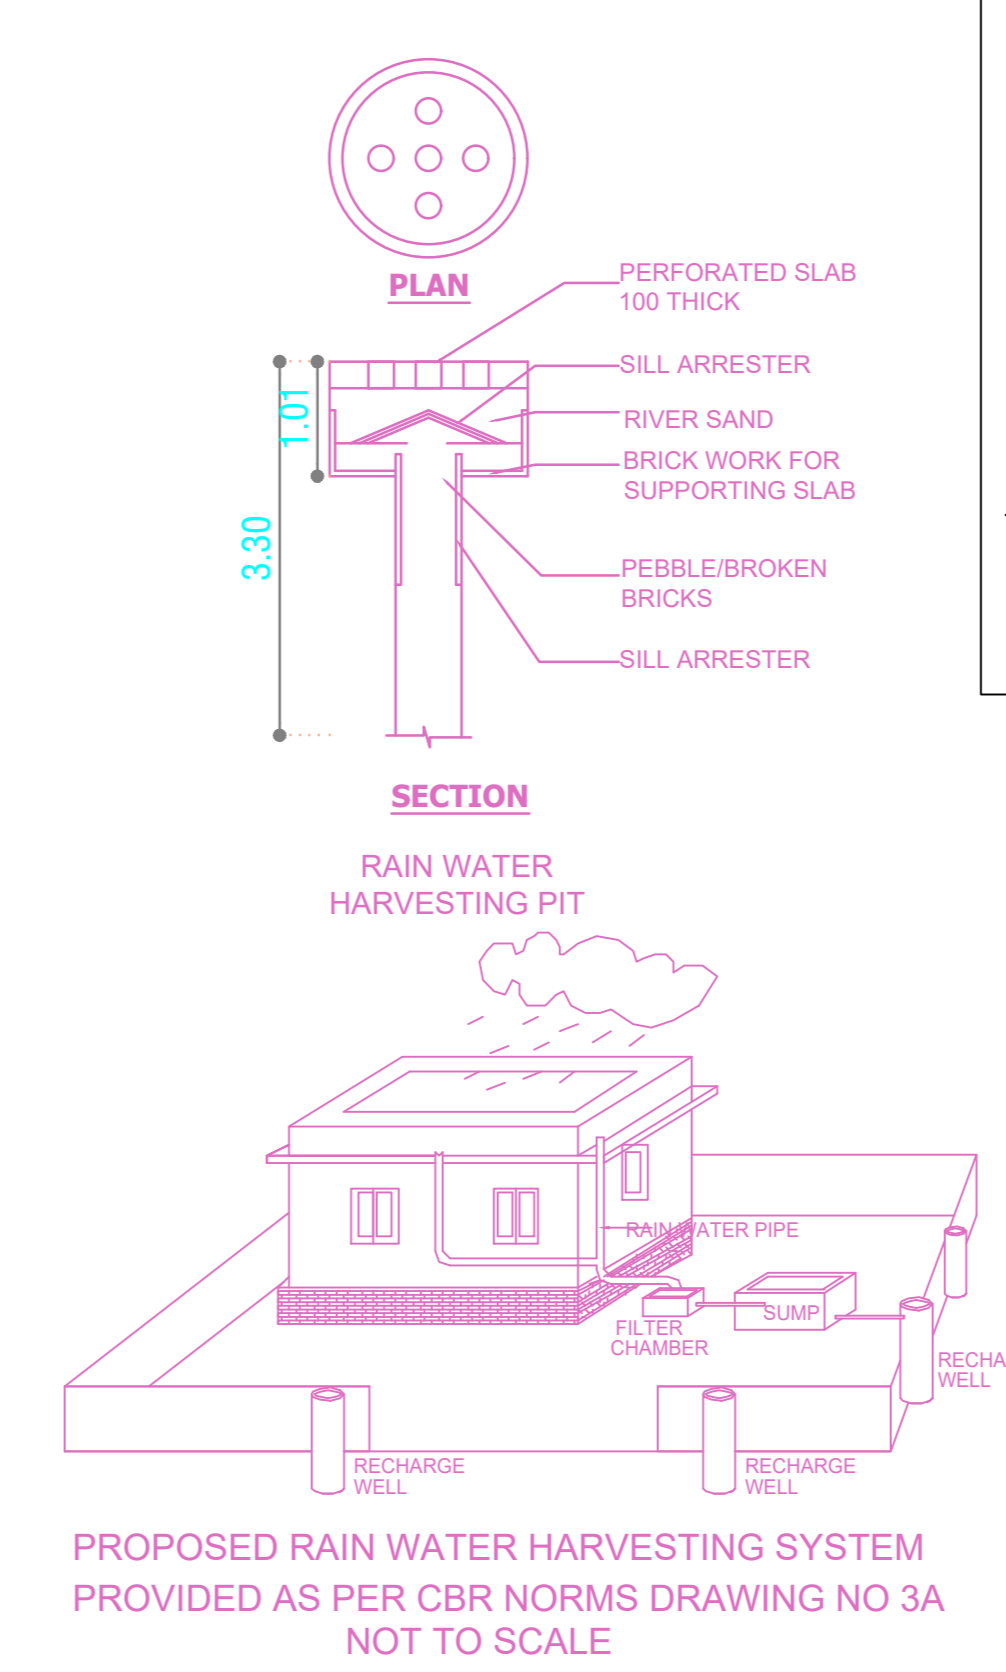 PLAN
PERFORATED SLAB
100 THICK
SILL ARRESTER
1.01
RIVER SAND
BRICK WORK FOR
SUPPORTING SLAB
3.30
PEBBLE/BROKEN
BRICKS
SILL ARRESTER
SECTION
RAIN WATER
HARVESTING PIT
RAIN WATER PIPE
SUMP
FILTER
CHAMBER
RECHA
WELL
RECHARGE
WELL
RECHARGE
WELL
PROPOSED RAIN WATER HARVESTING SYSTEM
PROVIDED AS PER CBR NORMS DRAWING NO 3A
NOT TO SCALE